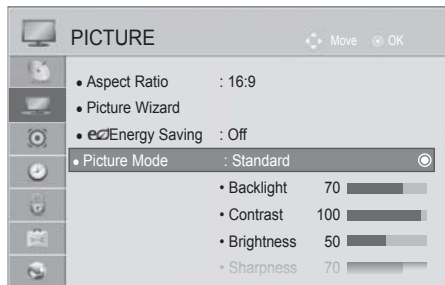 PICTURE
Move OK
• Aspect Ratio : 16:9
• Picture Wizard
• Energy Saving : Off
• Picture Mode : Standard
• Backlight 70
• Contrast 100
• Brightness 50
• Sharpness 70